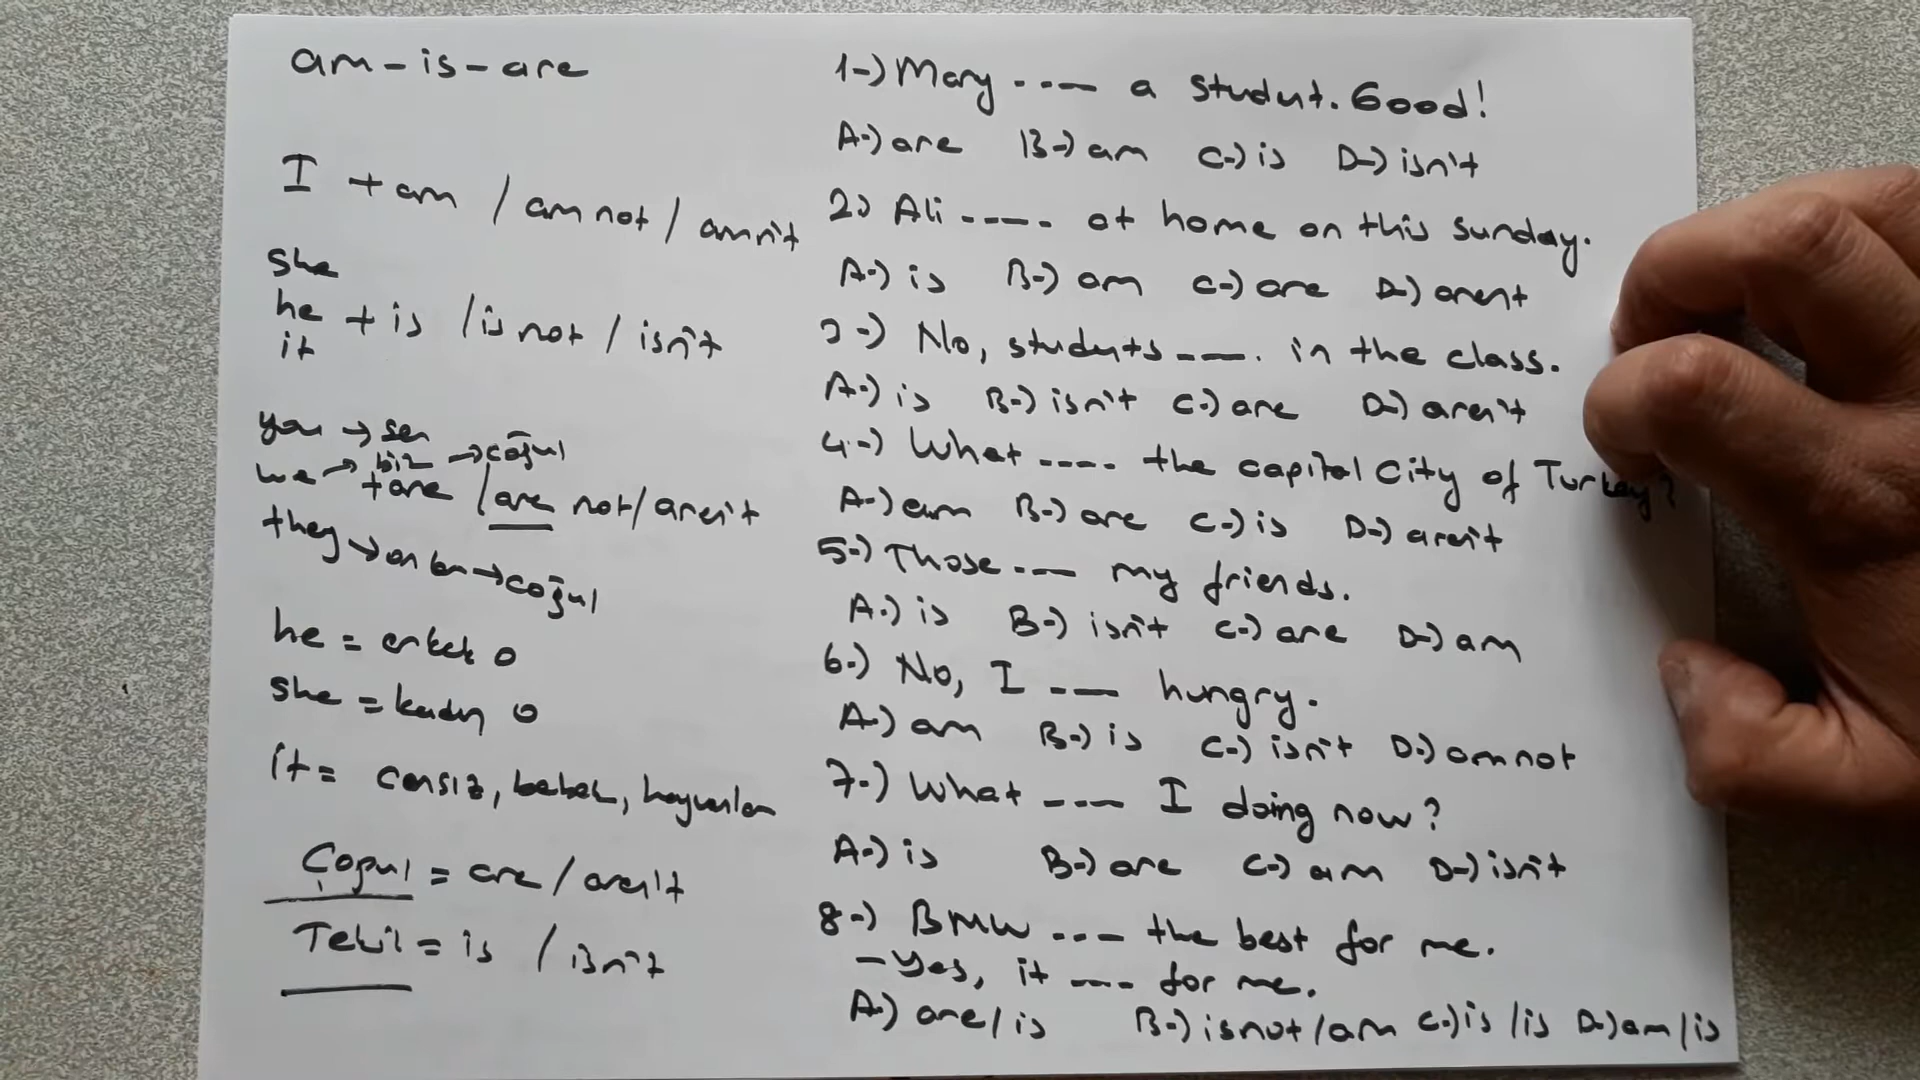 am-is-are
I + am / am not / amn't
she
he + is / is not / isn't
it
you → sen
we → biz → çoğul
+ are / are not / aren't
they → onlar → çoğul
he = erkek o
she = kadın o
it = cansız, bebek, hayvanlar
Çoğul = are / aren't
Tekil = is / isn't
1-) Mary ---- a student. Good!
A-) are B-) am C-) is D-) isn't
2-) Ali ----- at home on this sunday.
A-) is B-) am C-) are D-) arent
3-) No, students ----. in the class.
A-) is B-) isn't C-) are D-) aren't
4-) What ---- the capital city of Turkey?
A-) am B-) are C-) is D-) aren't
5-) Those --- my friends.
A-) is B-) isn't C-) are D-) am
6-) No, I --- hungry.
A-) am B-) is C-) isn't D-) am not
7-) What ---- I doing now?
A-) is B-) are C-) am D-) isn't
8-) BMW ---- the best for me.
- Yes, it ---- for me.
A-) are / is B-) is not / am C-) is / is D-) am / is